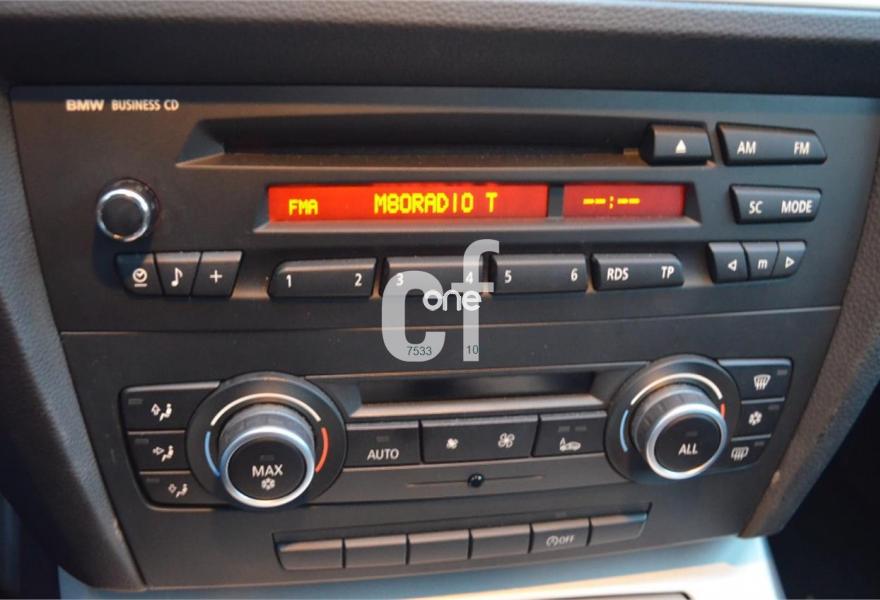 BMW BUSINESS CD
AM FM
FMA M80RADIO T --:--
SC MODE
+
1 2 3 4 5 6 RDS TP
m
cf
one
7533 10
AUTO
MAX
A
ALL
OFF